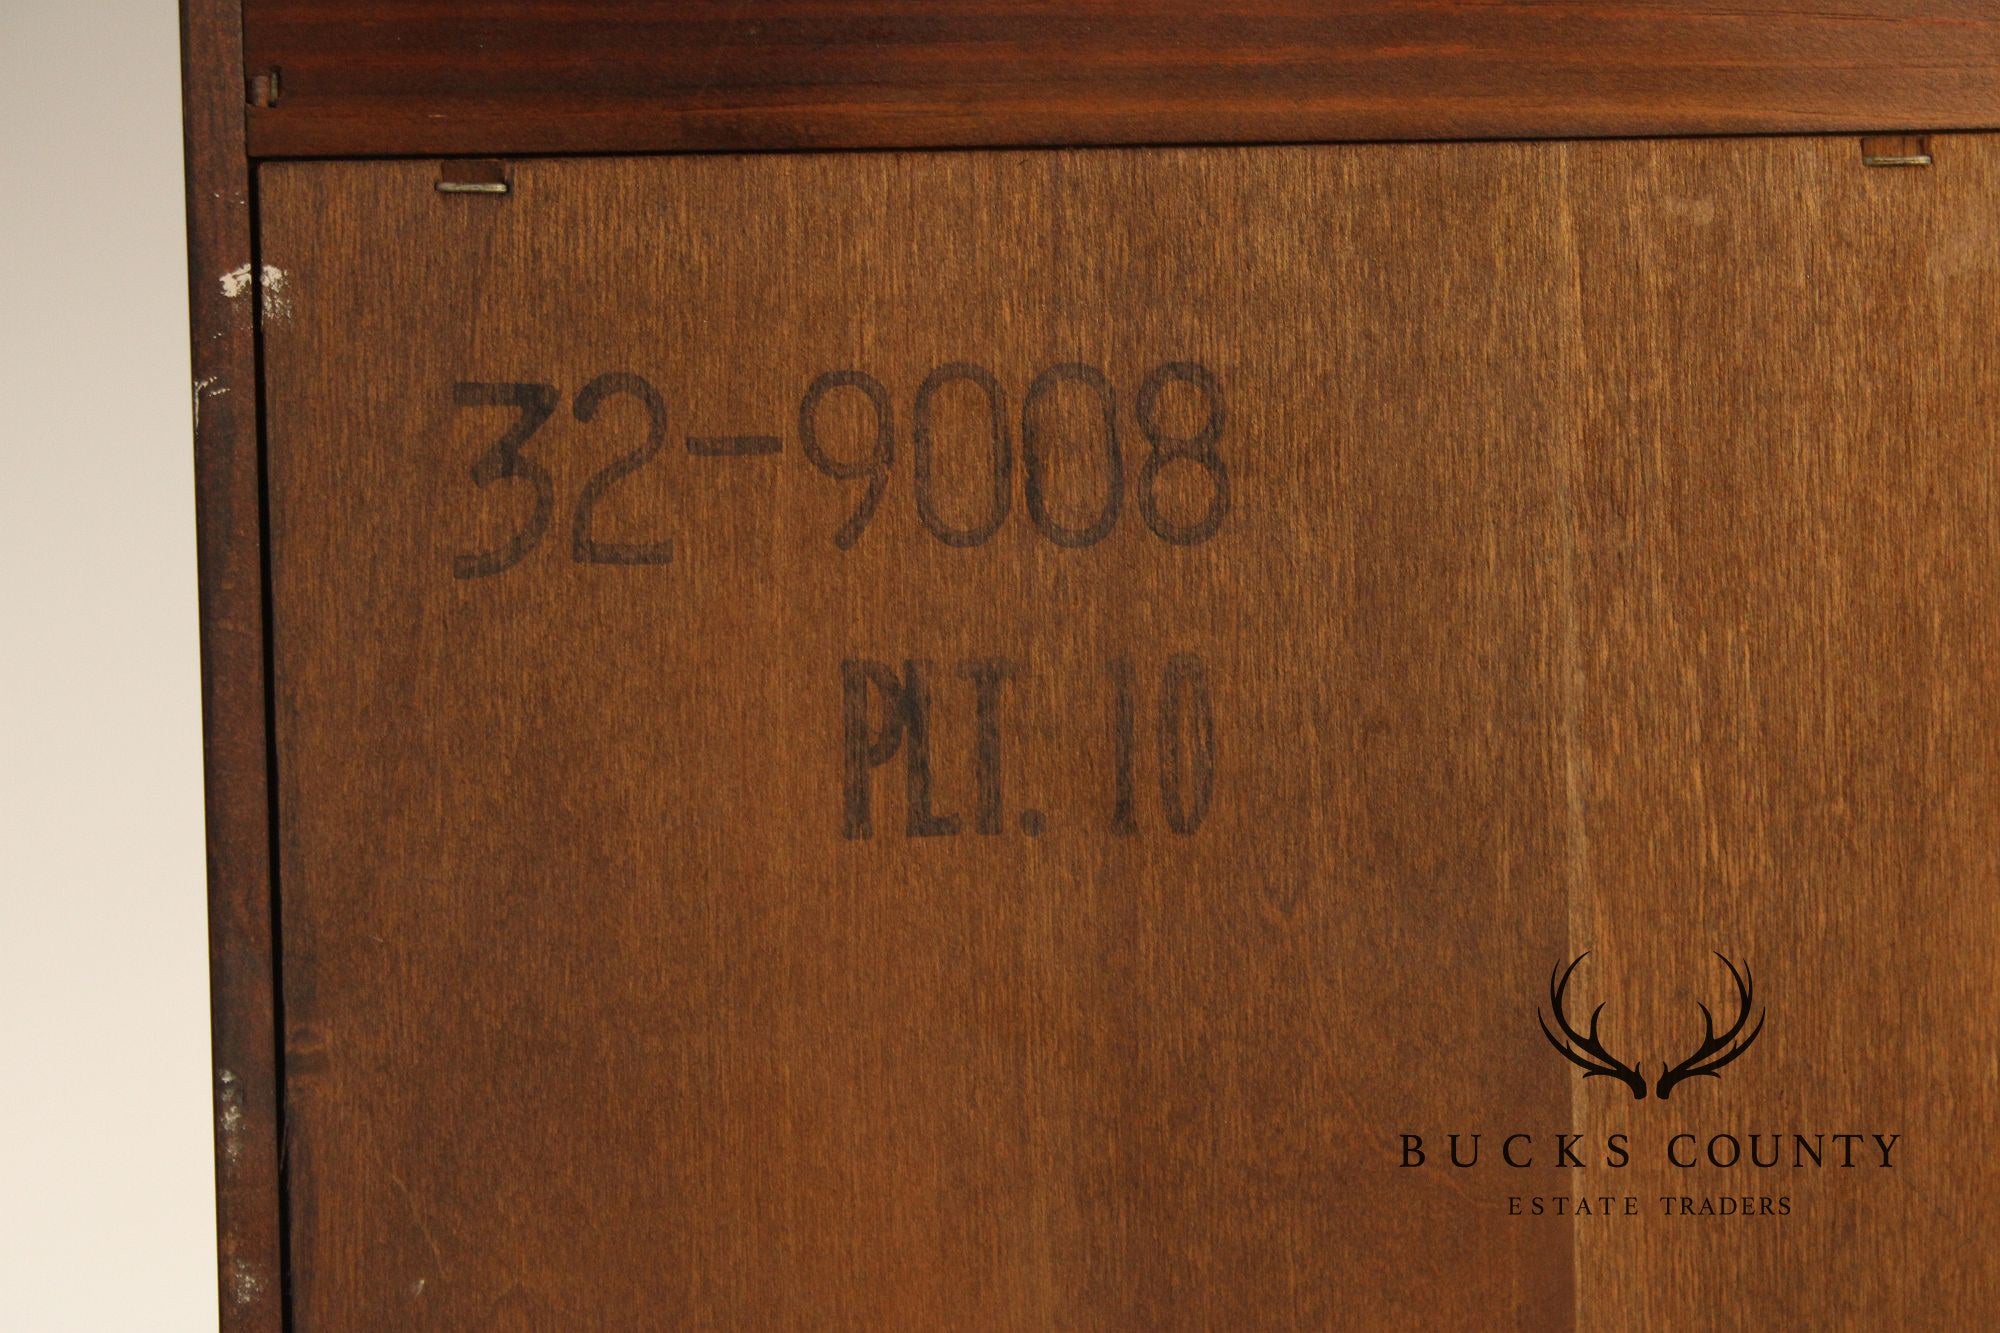 32-9008
PLT. 10
BUCKS COUNTY
ESTATE TRADERS